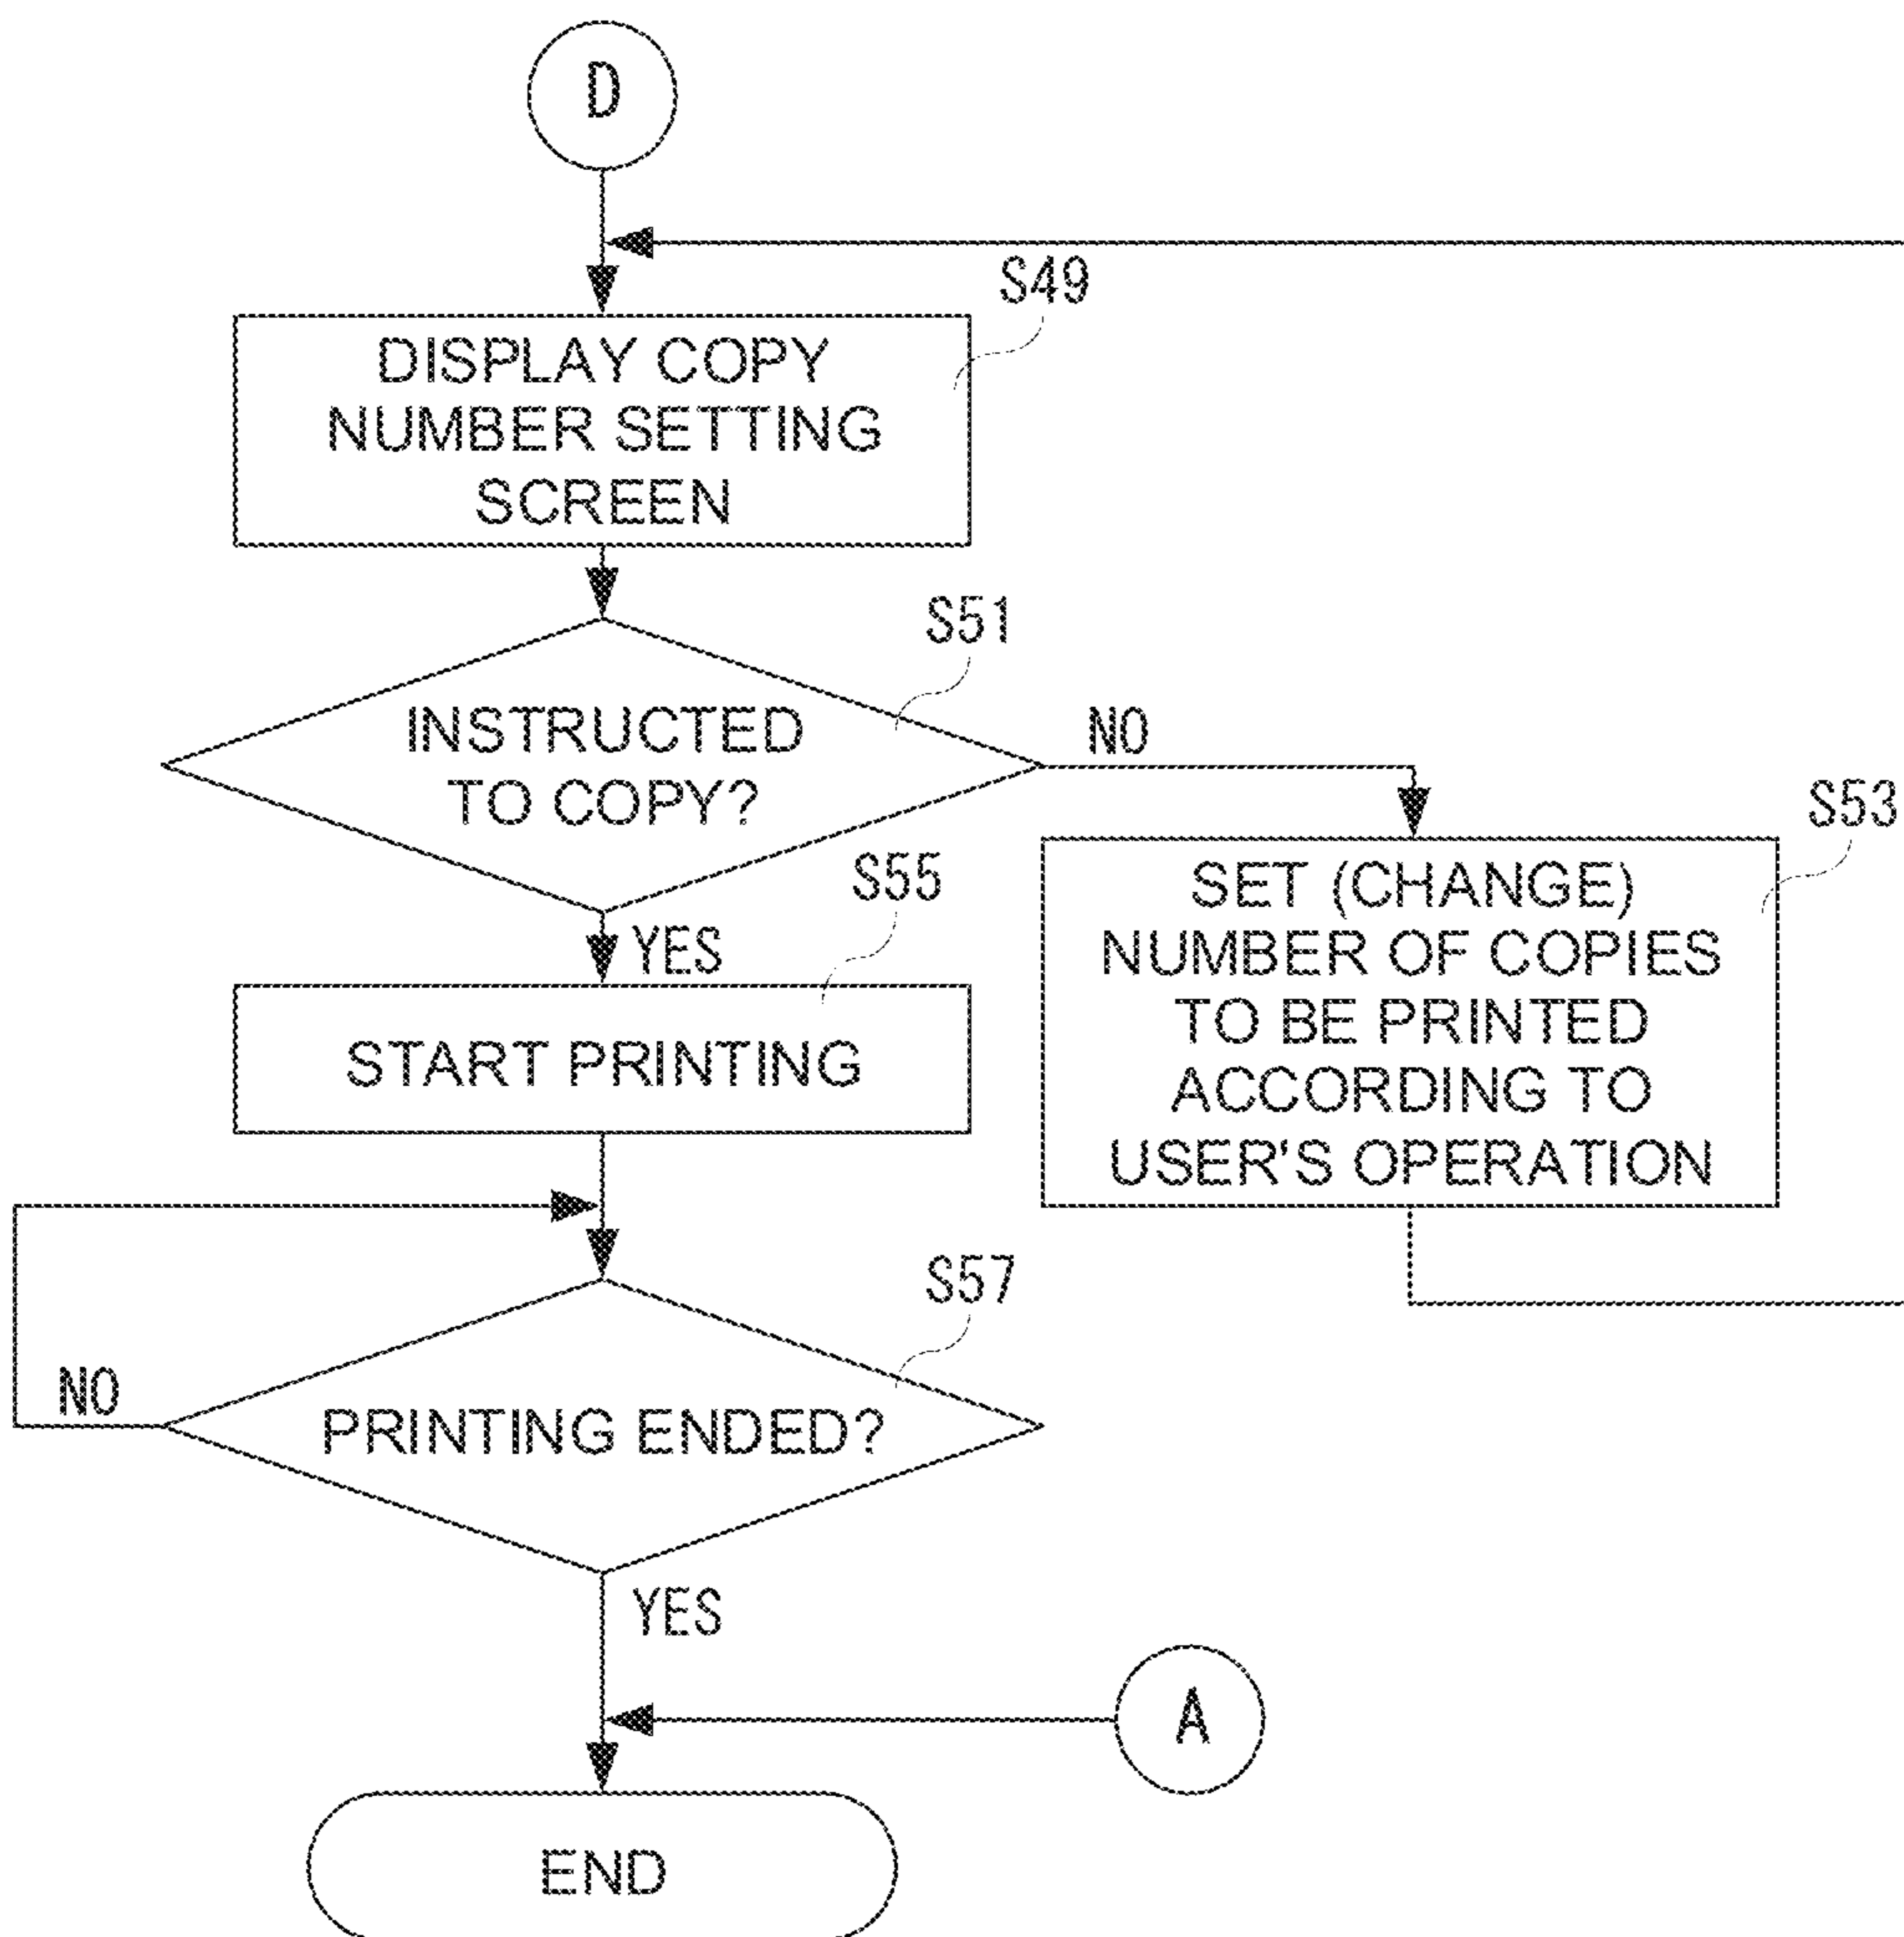 D
S49
DISPLAY COPY
NUMBER SETTING
SCREEN
S51
INSTRUCTED
TO COPY?
NO
S53
SET (CHANGE)
NUMBER OF COPIES
TO BE PRINTED
ACCORDING TO
USER'S OPERATION
YES
S55
START PRINTING
S57
PRINTING ENDED?
NO
YES
A
END